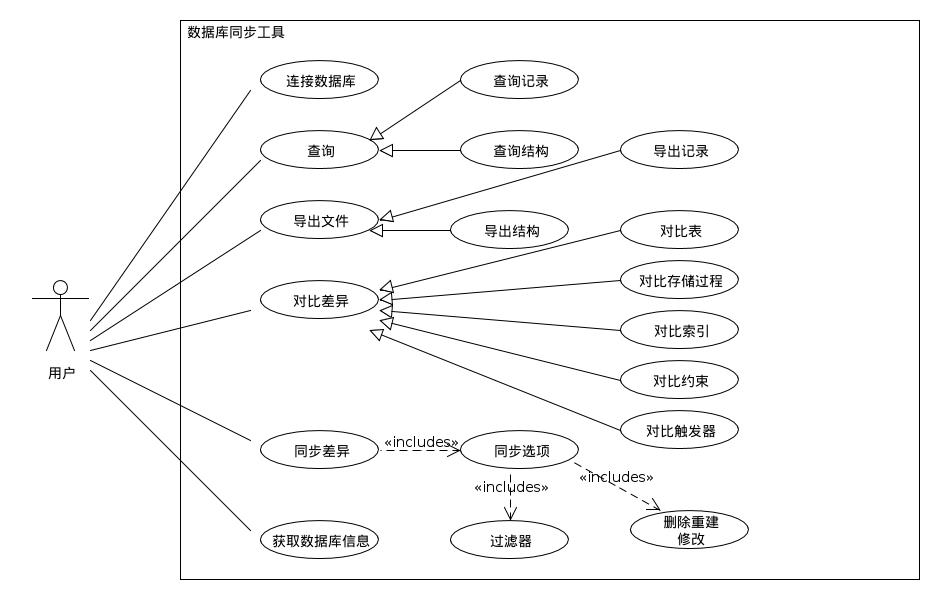 数据库同步工具
连接数据库
查询记录
查询
查询结构
导出记录
导出文件
导出结构
对比表
对比存储过程
对比差异
对比索引
用户
对比约束
对比触发器
同步差异
«includes»
同步选项
«includes»
«includes»
获取数据库信息
过滤器
删除重建
修改